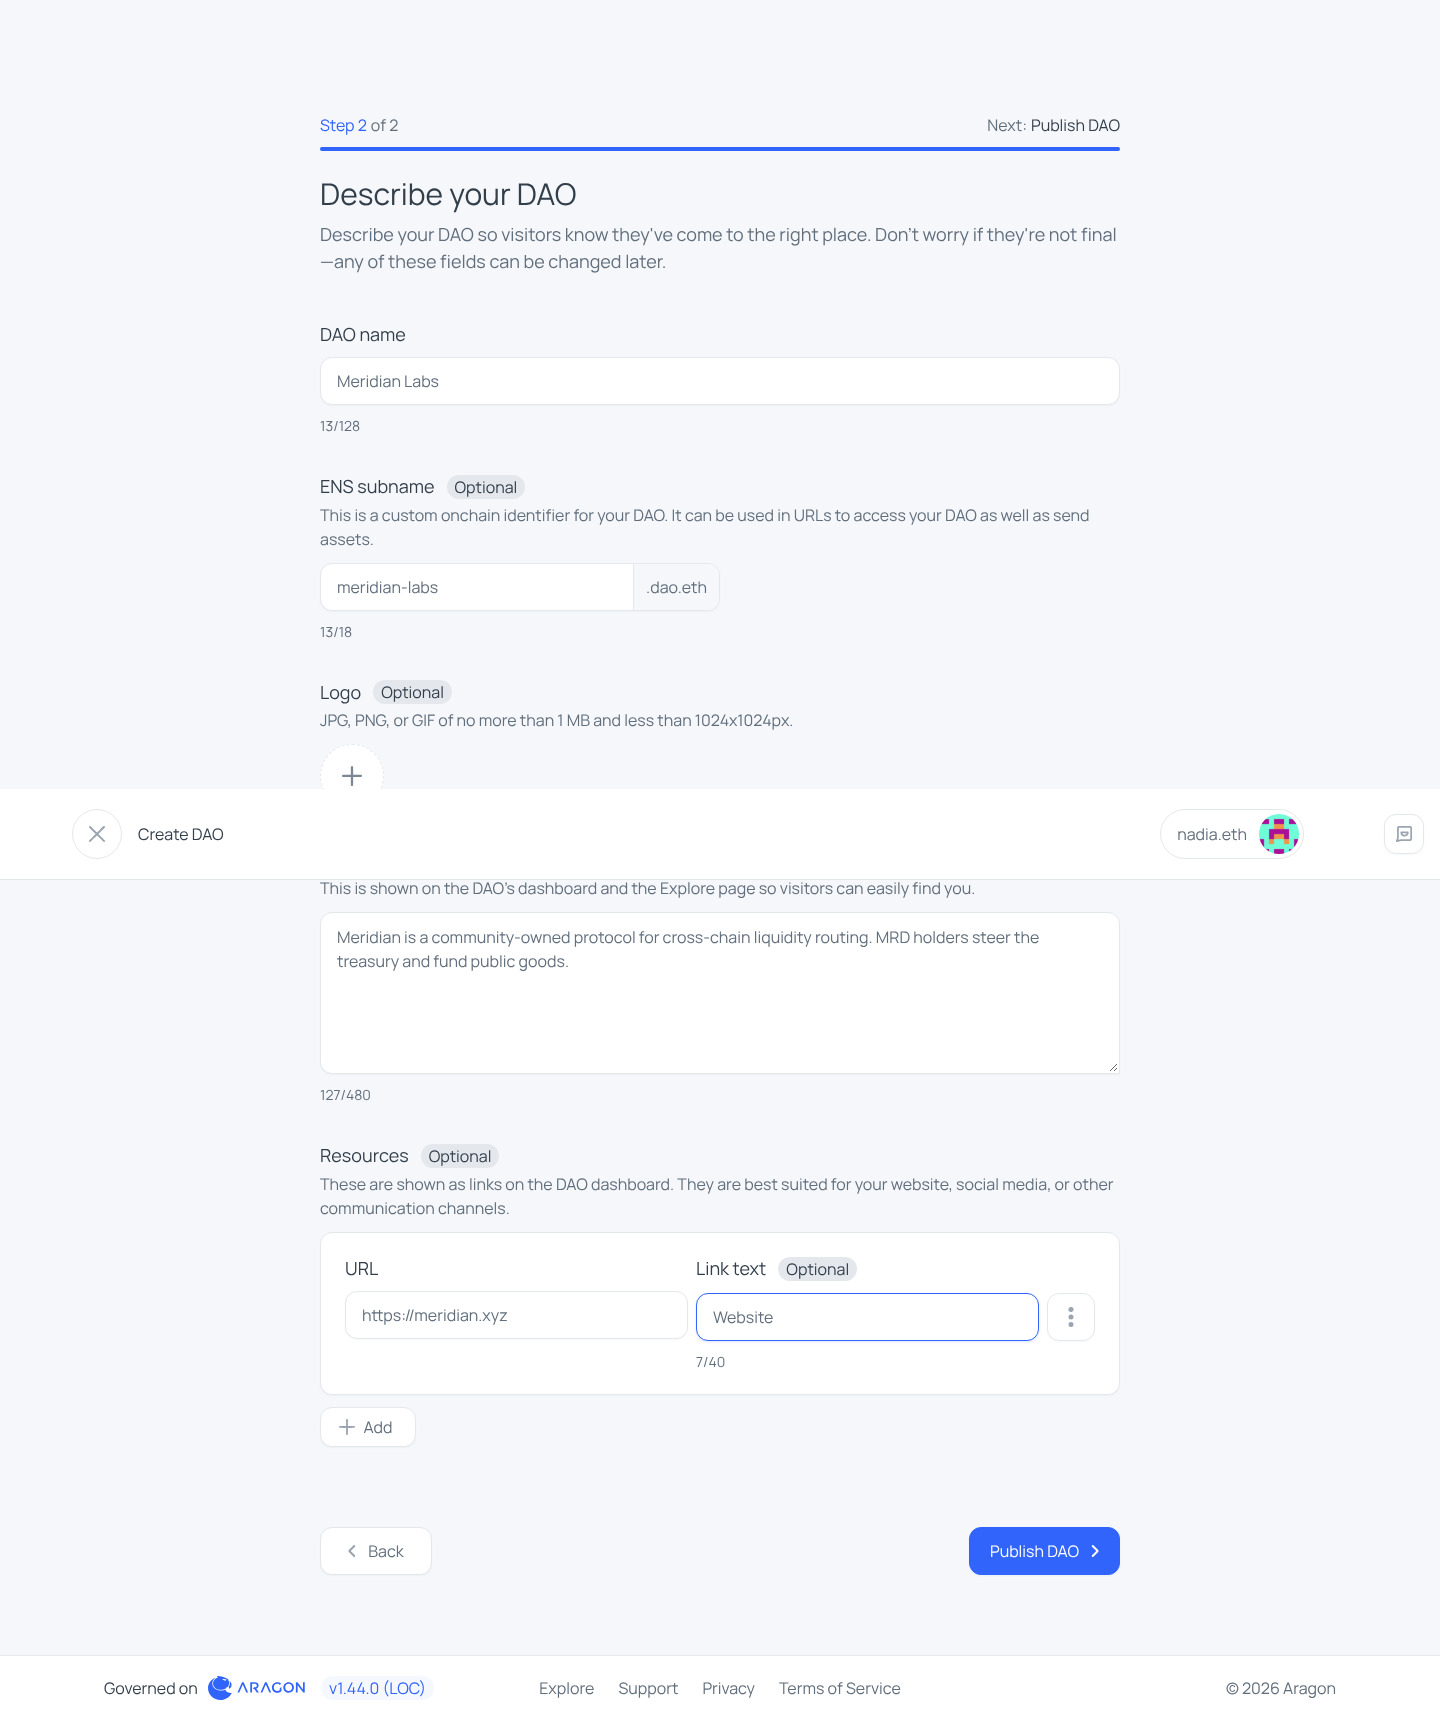 Step 2 of 2
Next: Publish DAO
Describe your DAO
Describe your DAO so visitors know they've come to the right place. Don't worry if they're not final
—any of these fields can be changed later.
DAO name
Meridian Labs
13/128
ENS subname Optional
This is a custom onchain identifier for your DAO. It can be used in URLs to access your DAO as well as send
assets.
meridian-labs .dao.eth
13/18
Logo Optional
JPG, PNG, or GIF of no more than 1 MB and less than 1024x1024px.
Create DAO
nadia.eth
This is shown on the DAO's dashboard and the Explore page so visitors can easily find you.
Meridian is a community-owned protocol for cross-chain liquidity routing. MRD holders steer the
treasury and fund public goods.
127/480
Resources Optional
These are shown as links on the DAO dashboard. They are best suited for your website, social media, or other
communication channels.
URL
Link text Optional
https://meridian.xyz
Website
7/40
Add
Back
Publish DAO
Governed on ARAGON v1.44.0 (LOC)
Explore Support Privacy Terms of Service
© 2026 Aragon